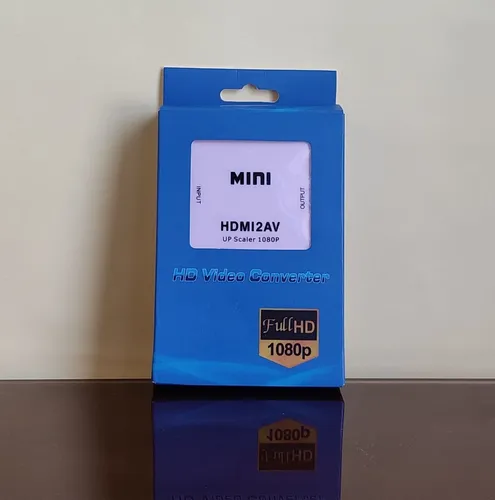 MINI
INPUT
OUTPUT
HDMI2AV
UP Scaler 1080P
HD Video Converter
Full HD
1080p